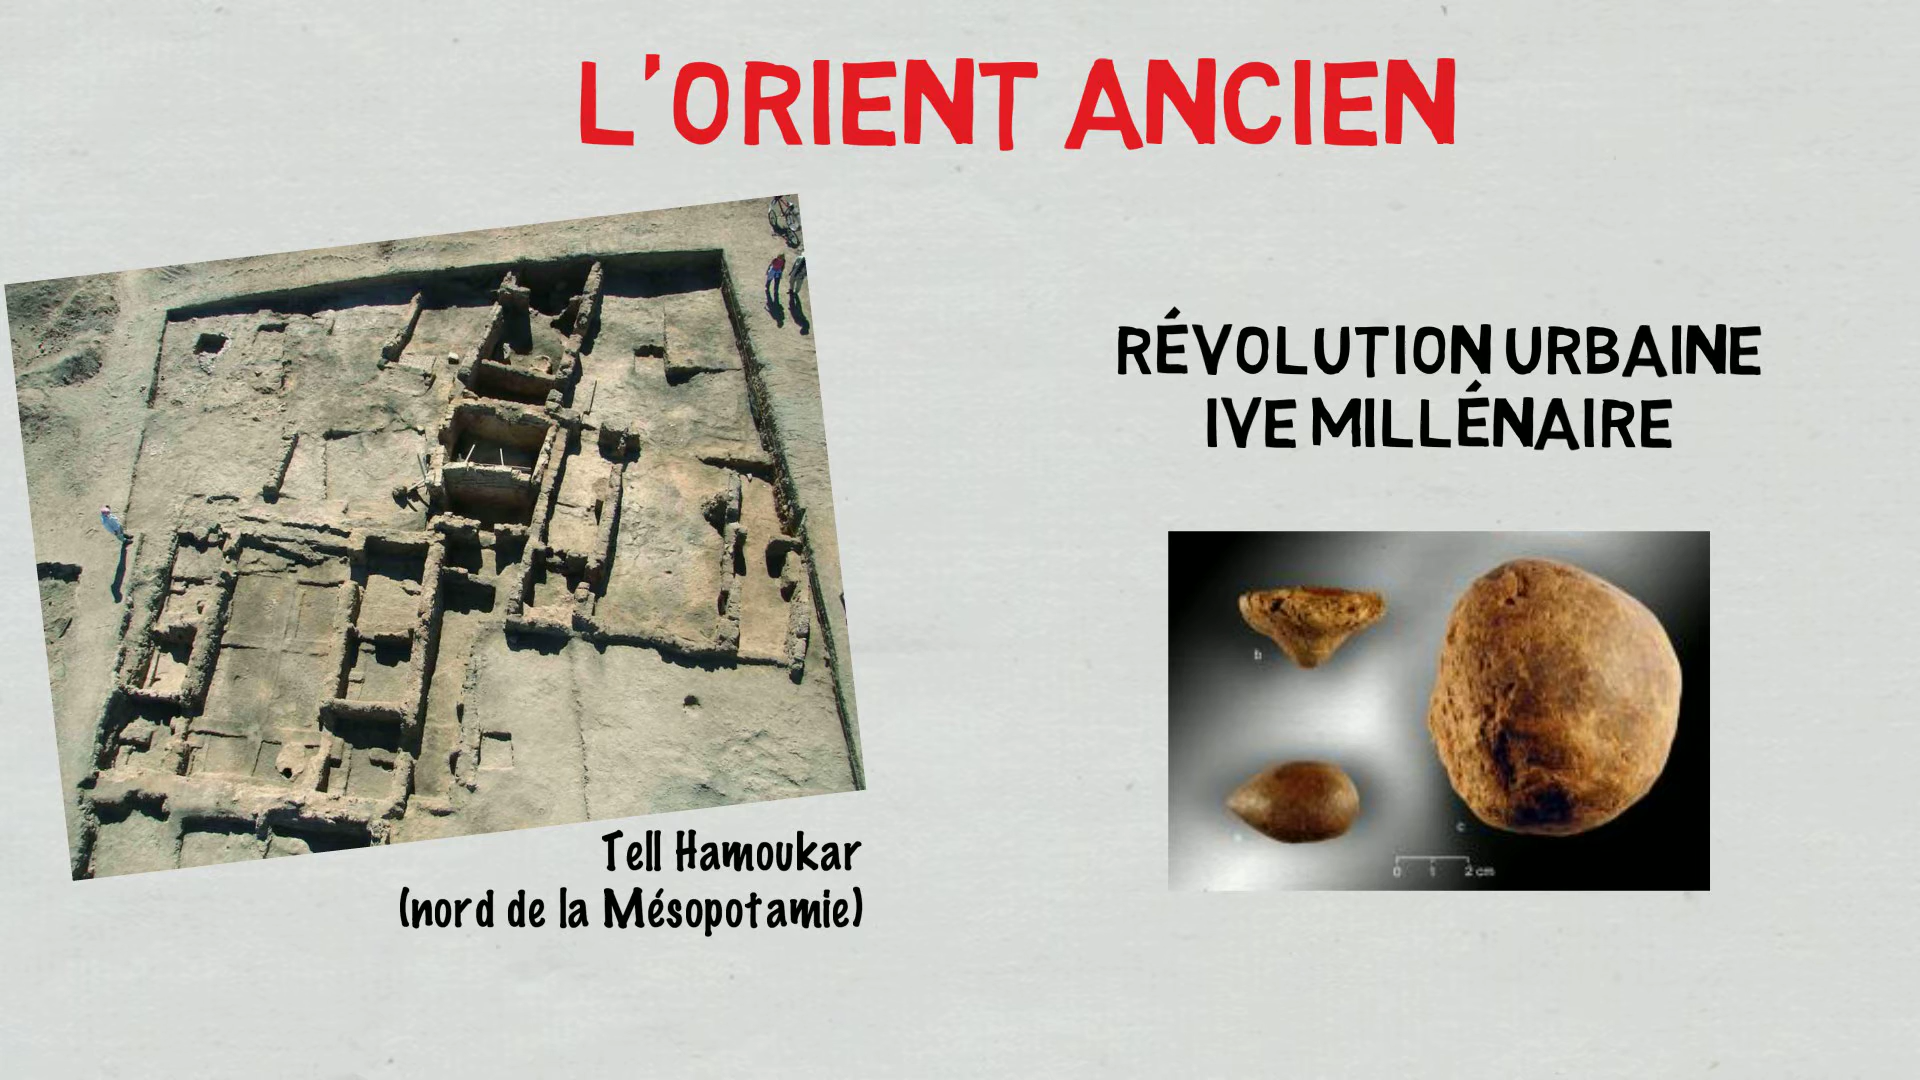 L'ORIENT ANCIEN
RÉVOLUTION URBAINE
IVE MILLÉNAIRE
Tell Hamoukar
(nord de la Mésopotamie)
b
c
0 1 2 cm